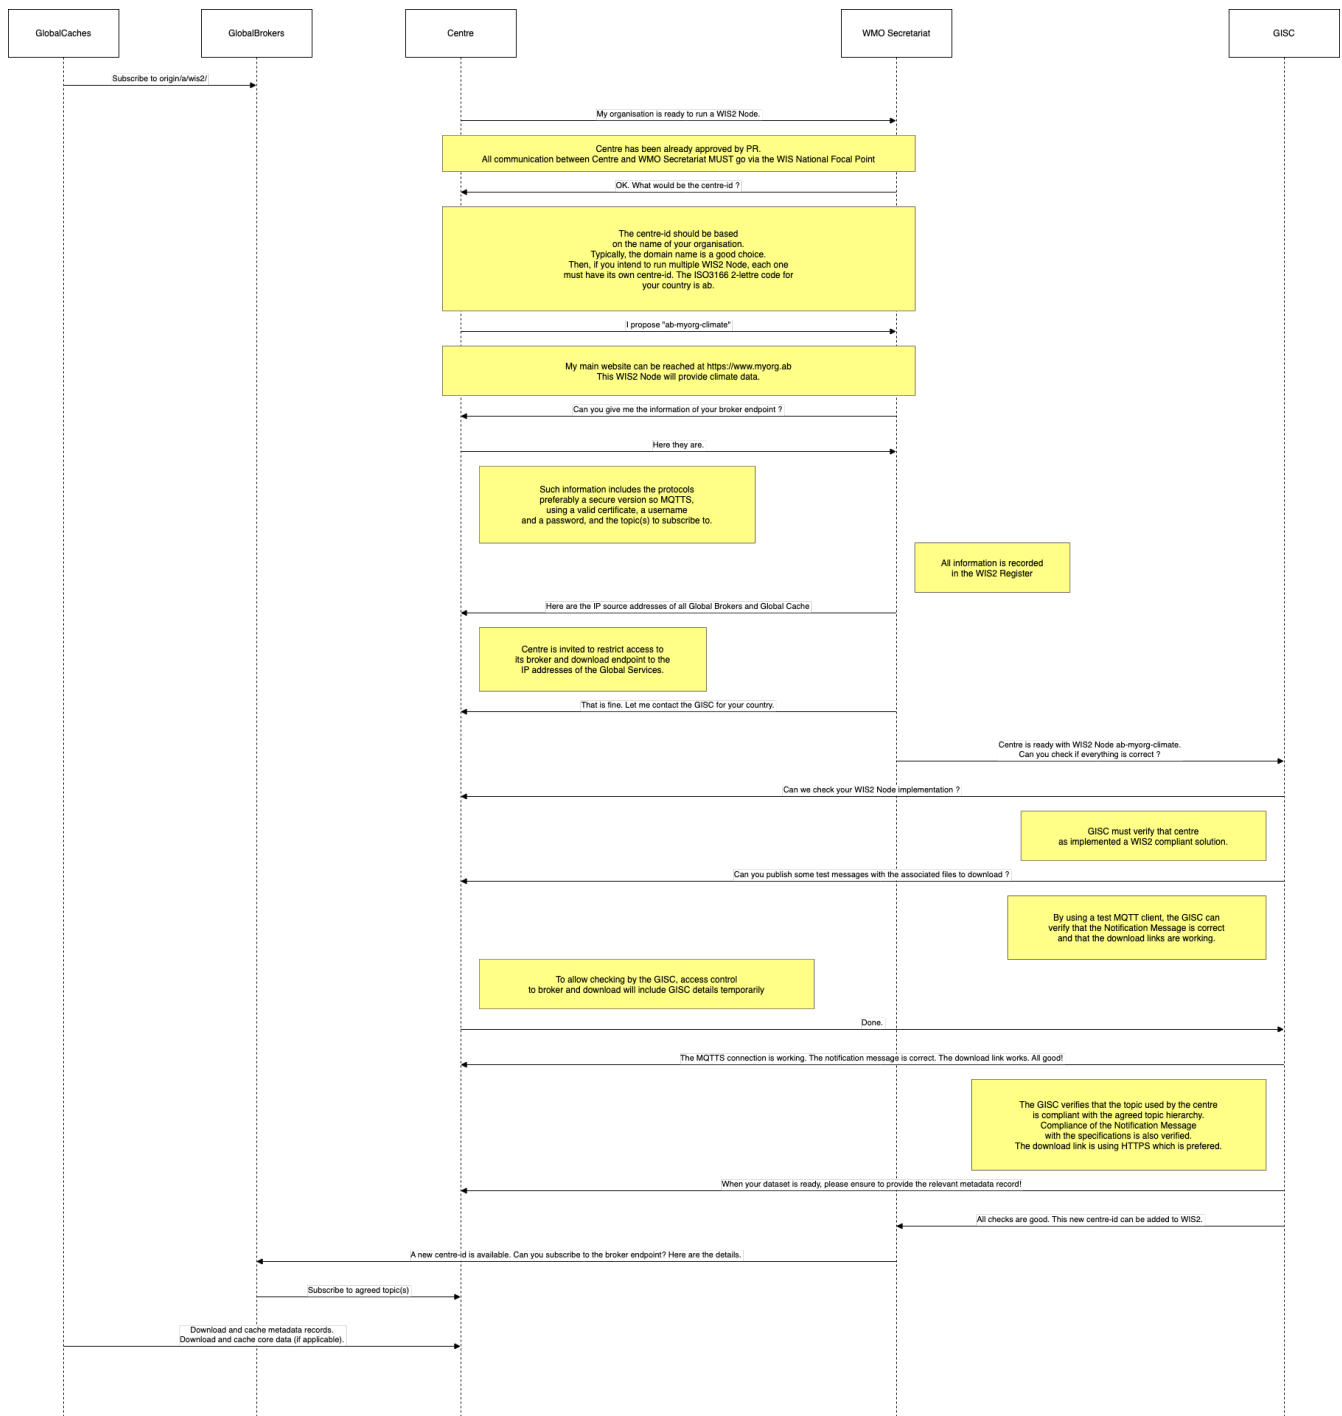 GlobalCaches
GlobalBrokers
Centre
WMO Secretariat
GISC
Subscribe to origin/a/wis2/
My organisation is ready to run a WIS2 Node.
Centre has been already approved by PR.
All communication between Centre and WMO Secretariat MUST go via the WIS National Focal Point
OK. What would be the centre-id ?
The centre-id should be based
on the name of your organisation.
Typically, the domain name is a good choice.
Then, if you intend to run multiple WIS2 Node, each one
must have its own centre-id. The ISO3166 2-lettre code for
your country is ab.
I propose "ab-myorg-climate"
My main website can be reached at https://www.myorg.ab
This WIS2 Node will provide climate data.
Can you give me the information of your broker endpoint ?
Here they are.
Such information includes the protocols
preferably a secure version so MQTTS,
using a valid certificate, a username
and a password, and the topic(s) to subscribe to.
All information is recorded
in the WIS2 Register
Here are the IP source addresses of all Global Brokers and Global Cache
Centre is invited to restrict access to
its broker and download endpoint to the
IP addresses of the Global Services.
That is fine. Let me contact the GISC for your country.
Centre is ready with WIS2 Node ab-myorg-climate.
Can you check if everything is correct ?
Can we check your WIS2 Node implementation ?
GISC must verify that centre
as implemented a WIS2 compliant solution.
Can you publish some test messages with the associated files to download ?
By using a test MQTT client, the GISC can
verify that the Notification Message is correct
and that the download links are working.
To allow checking by the GISC, access control
to broker and download will include GISC details temporarily
Done.
The MQTTS connection is working. The notification message is correct. The download link works. All good!
The GISC verifies that the topic used by the centre
is compliant with the agreed topic hierarchy.
Compliance of the Notification Message
with the specifications is also verified.
The download link is using HTTPS which is prefered.
When your dataset is ready, please ensure to provide the relevant metadata record!
All checks are good. This new centre-id can be added to WIS2.
A new centre-id is available. Can you subscribe to the broker endpoint? Here are the details.
Subscribe to agreed topic(s)
Download and cache metadata records.
Download and cache core data (if applicable).